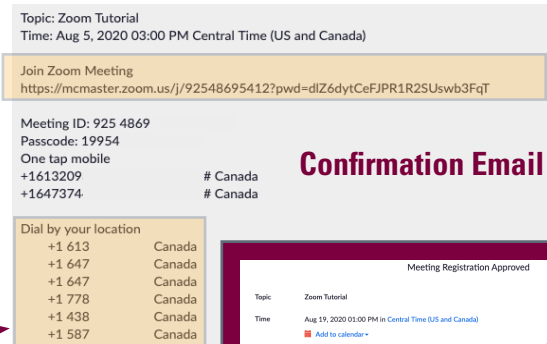 Topic: Zoom Tutorial
Time: Aug 5, 2020 03:00 PM Central Time (US and Canada)
Join Zoom Meeting
https://mcmaster.zoom.us/j/92548695412?pwd=dlZ6dytCeFJPR1R2SUswb3FqT
Meeting ID: 925 4869
Passcode: 19954
One tap mobile
+1613209 # Canada
+1647374 # Canada
Confirmation Email
Dial by your location
+1 613 Canada
+1 647 Canada
+1 647 Canada
+1 778 Canada
+1 438 Canada
+1 587 Canada
Meeting Registration Approved
Topic Zoom Tutorial
Time Aug 19, 2020 01:00 PM in Central Time (US and Canada)
Add to calendar